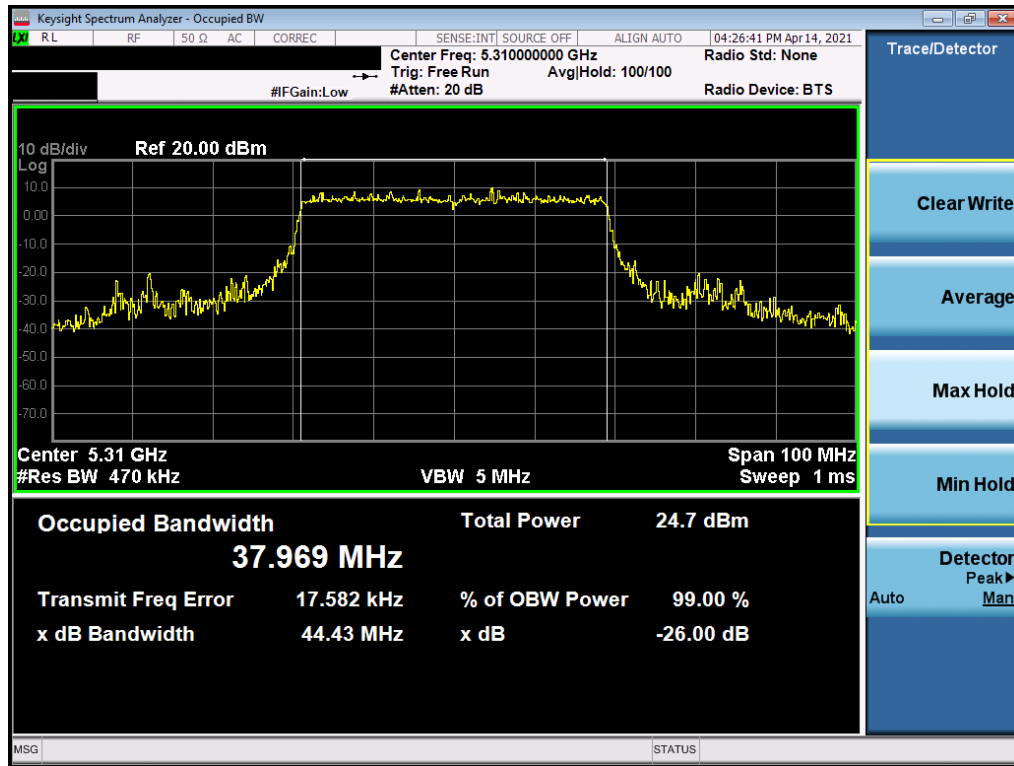 Keysight Spectrum Analyzer - Occupied BW
LXI RL RF 50 Ω AC CORREC SENSE:INT SOURCE OFF ALIGN AUTO 04:26:41 PM Apr 14, 2021
Center Freq: 5.310000000 GHz Radio Std: None
Trig: Free Run Avg|Hold: 100/100
#IFGain:Low #Atten: 20 dB Radio Device: BTS
10 dB/div Ref 20.00 dBm
Log
10.0
0.00
-10.0
-20.0
-30.0
-40.0
-50.0
-60.0
-70.0
Center 5.31 GHz Span 100 MHz
#Res BW 470 kHz VBW 5 MHz Sweep 1 ms
Occupied Bandwidth Total Power 24.7 dBm
37.969 MHz
Transmit Freq Error 17.582 kHz % of OBW Power 99.00 %
x dB Bandwidth 44.43 MHz x dB -26.00 dB
MSG STATUS
Trace/Detector
Clear Write
Average
Max Hold
Min Hold
Detector
Peak▶
Auto Man